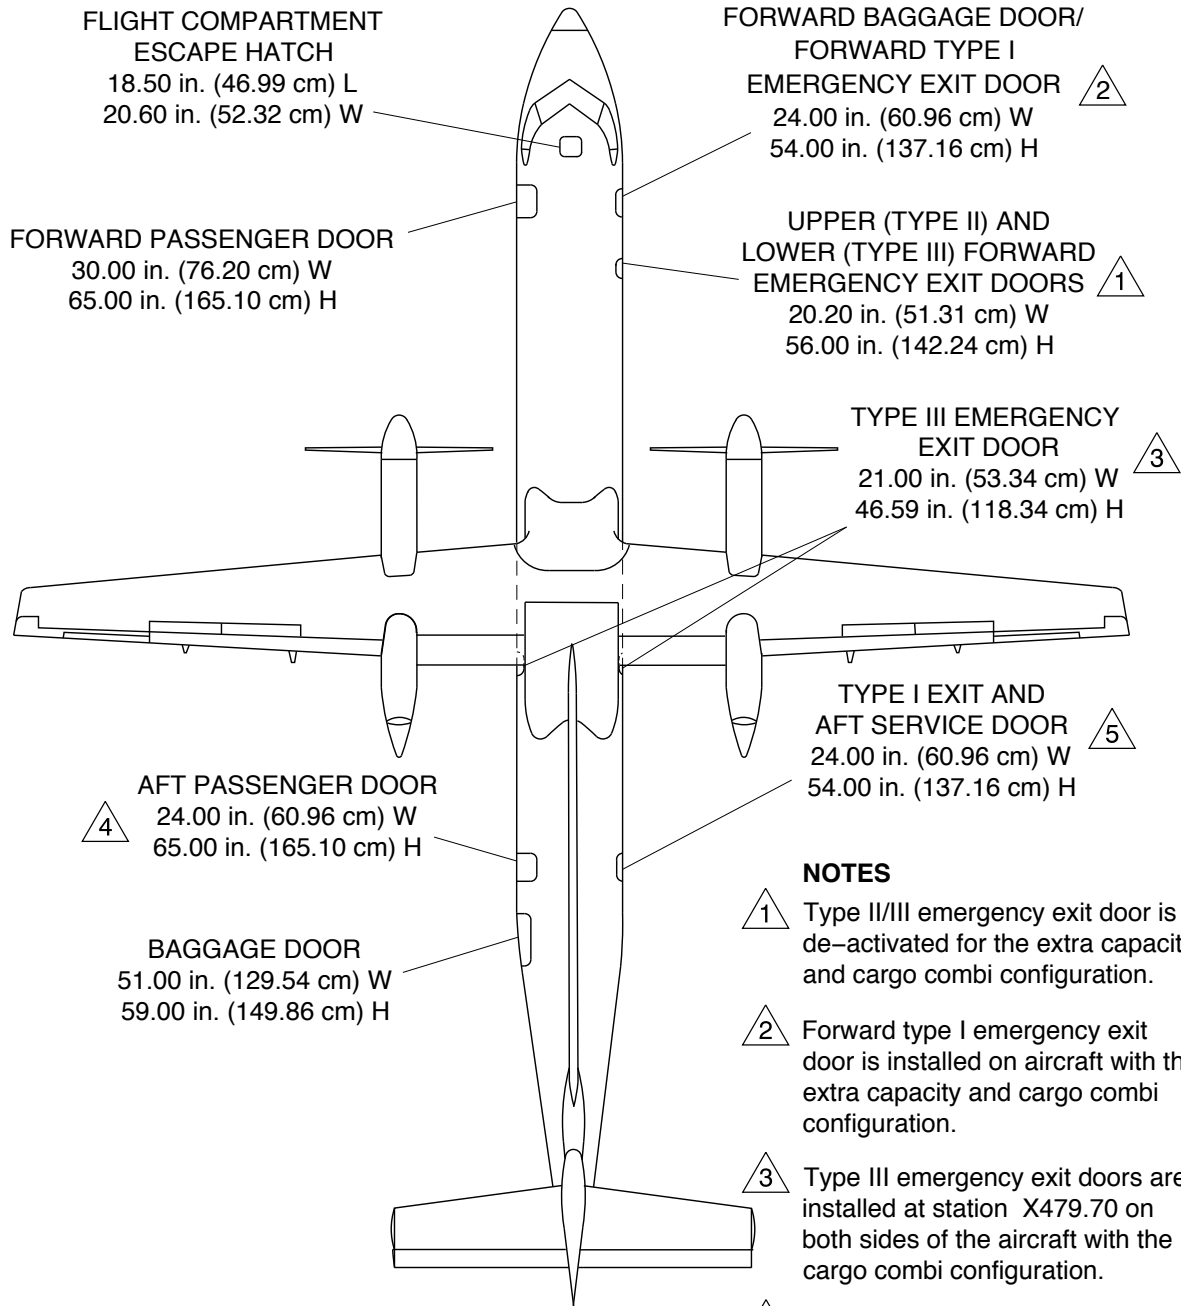 FLIGHT COMPARTMENT
ESCAPE HATCH
18.50 in. (46.99 cm) L
20.60 in. (52.32 cm) W
FORWARD BAGGAGE DOOR/
FORWARD TYPE I
EMERGENCY EXIT DOOR 2
24.00 in. (60.96 cm) W
54.00 in. (137.16 cm) H
FORWARD PASSENGER DOOR
30.00 in. (76.20 cm) W
65.00 in. (165.10 cm) H
UPPER (TYPE II) AND
LOWER (TYPE III) FORWARD
EMERGENCY EXIT DOORS 1
20.20 in. (51.31 cm) W
56.00 in. (142.24 cm) H
TYPE III EMERGENCY
EXIT DOOR 3
21.00 in. (53.34 cm) W
46.59 in. (118.34 cm) H
TYPE I EXIT AND
AFT SERVICE DOOR 5
24.00 in. (60.96 cm) W
54.00 in. (137.16 cm) H
AFT PASSENGER DOOR
4 24.00 in. (60.96 cm) W
65.00 in. (165.10 cm) H
BAGGAGE DOOR
51.00 in. (129.54 cm) W
59.00 in. (149.86 cm) H
NOTES
1 Type II/III emergency exit door is
de−activated for the extra capacit
and cargo combi configuration.
2 Forward type I emergency exit
door is installed on aircraft with th
extra capacity and cargo combi
configuration.
3 Type III emergency exit doors are
installed at station X479.70 on
both sides of the aircraft with the
cargo combi configuration.